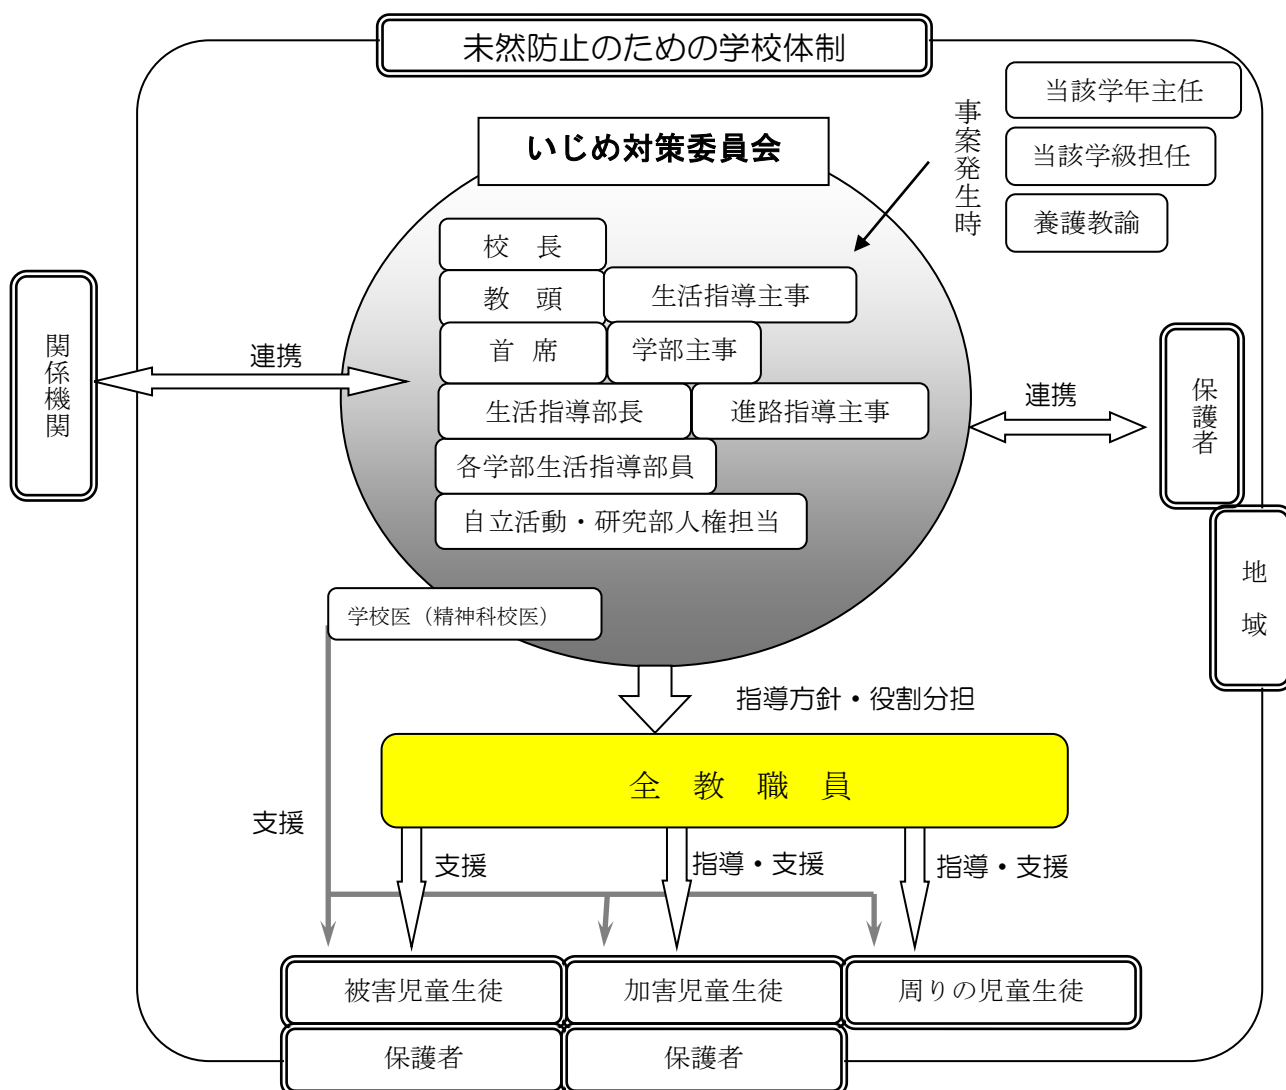 未然防止のための学校体制
いじめ対策委員会
事案発生時
当該学年主任
当該学級担任
養護教諭
校　長
教　頭
生活指導主事
首　席
学部主事
生活指導部長
進路指導主事
各学部生活指導部員
自立活動・研究部人権担当
学校医（精神科校医）
関係機関
連携
連携
保護者
地　域
指導方針・役割分担
全　教　職　員
支援
支援
指導・支援
指導・支援
被害児童生徒
加害児童生徒
周りの児童生徒
保護者
保護者